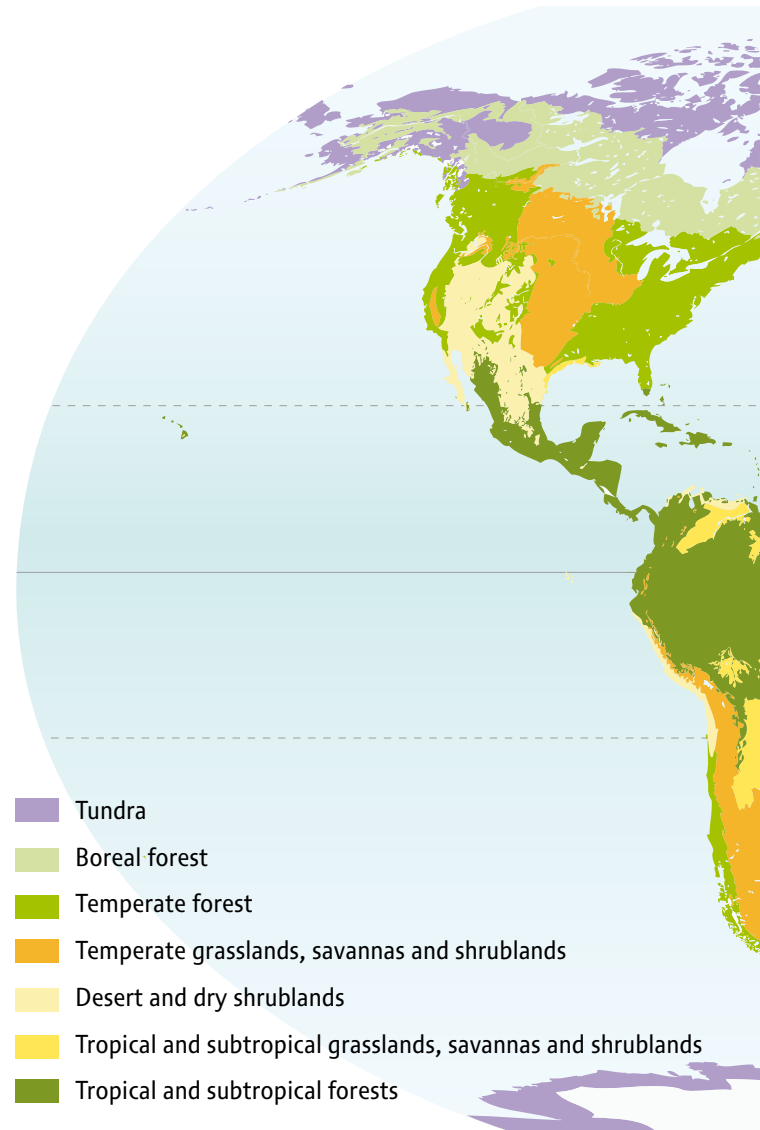 Tundra
Boreal forest
Temperate forest
Temperate grasslands, savannas and shrublands
Desert and dry shrublands
Tropical and subtropical grasslands, savannas and shrublands
Tropical and subtropical forests